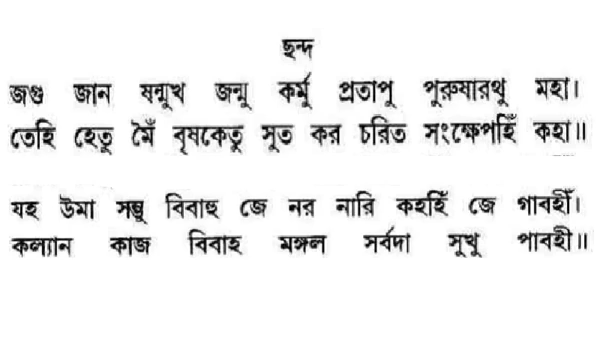 ছন্দ
জগু জান ষন্মুখ জন্মু কর্মু প্রতাপু পুরুষারথু মহা।
তেহি হেতু মৈঁ বৃষকেতু সুত কর চরিত সংক্ষেপহিঁ কহা॥
যহ উমা সম্ভু বিবাহু জে নর নারি কহহিঁ জে গাবহীঁ।
কল্যান কাজ বিবাহ মঙ্গল সর্বদা সুখু পাবহী॥